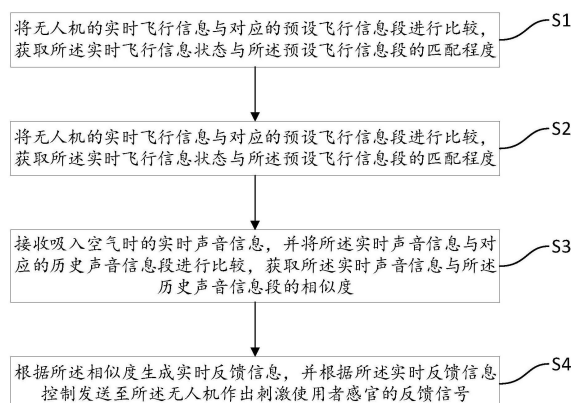 将无人机的实时飞行信息与对应的预设飞行信息段进行比较，
获取所述实时飞行信息状态与所述预设飞行信息段的匹配程度
S1
将无人机的实时飞行信息与对应的预设飞行信息段进行比较，
获取所述实时飞行信息状态与所述预设飞行信息段的匹配程度
S2
接收吸入空气时的实时声音信息，并将所述实时声音信息与对
应的历史声音信息段进行比较，获取所述实时声音信息与所述
历史声音信息段的相似度
S3
根据所述相似度生成实时反馈信息，并根据所述实时反馈信息
控制发送至所述无人机作出刺激使用者感官的反馈信号
S4